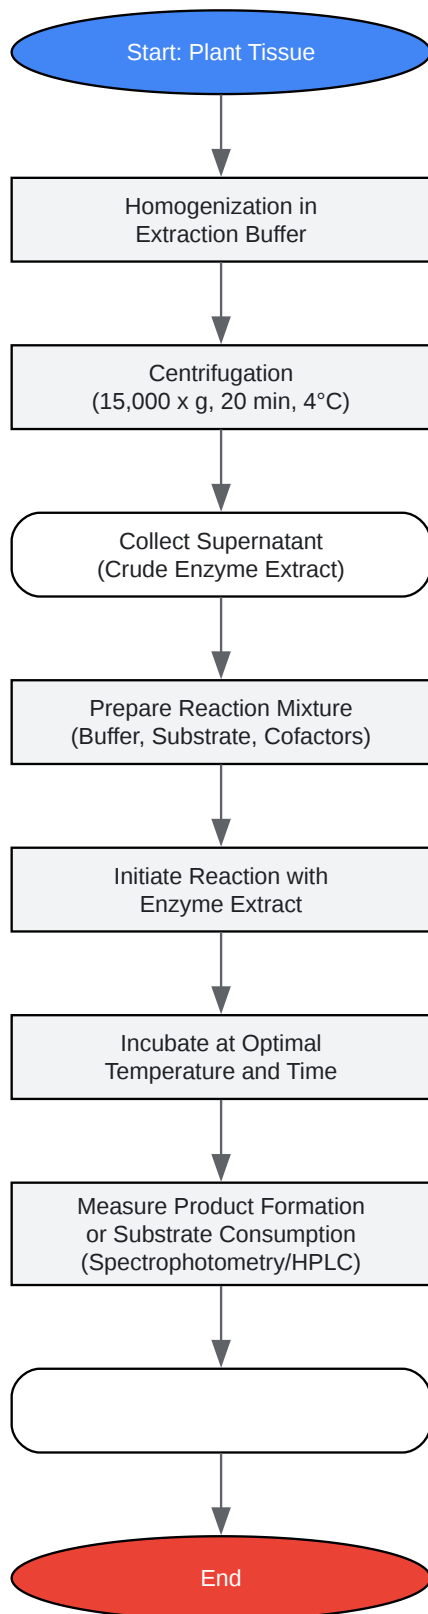 Start: Plant Tissue
Homogenization in
Extraction Buffer
Centrifugation
(15,000 x g, 20 min, 4°C)
Collect Supernatant
(Crude Enzyme Extract)
Prepare Reaction Mixture
(Buffer, Substrate, Cofactors)
Initiate Reaction with
Enzyme Extract
Incubate at Optimal
Temperature and Time
Measure Product Formation
or Substrate Consumption
(Spectrophotometry/HPLC)
End